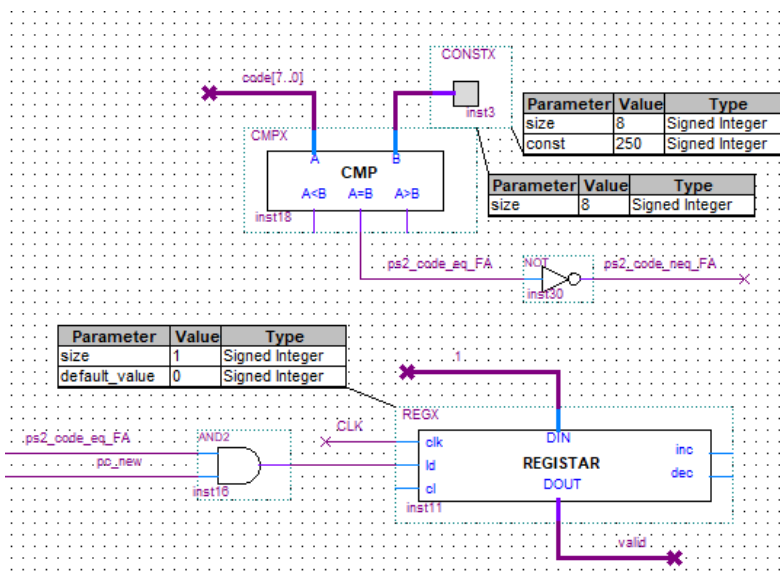 CONSTX
code[7..0]
inst3
Parameter Value Type
size 8 Signed Integer
const 250 Signed Integer
CMPX
A B
CMP
A<B A=B A>B
inst18
Parameter Value Type
size 8 Signed Integer
ps2_code_eq_FA
NOT
ps2_code_neq_FA
inst30
Parameter Value Type
size 1 Signed Integer
default_value 0 Signed Integer
1
REGX
CLK
ps2_code_eq_FA
AND2
clk
DIN
inc
pc_new
ld
REGISTAR
dec
cl
DOUT
inst16
inst11
valid